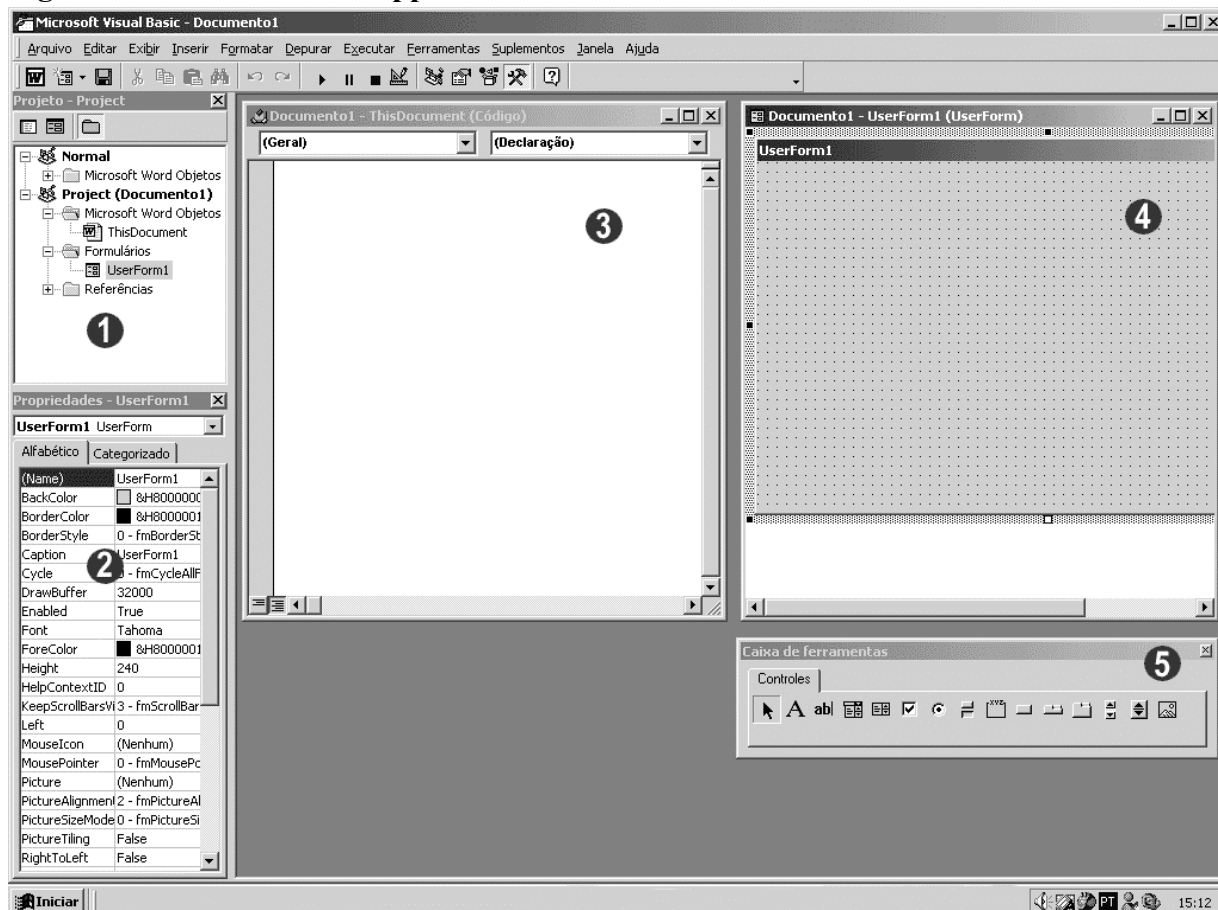 Microsoft Visual Basic - Documento1
Arquivo Editar Exibir Inserir Formatar Depurar Executar Ferramentas Suplementos Janela Ajuda
Projeto - Project
Normal
Microsoft Word Objetos
Project (Documento1)
Microsoft Word Objetos
ThisDocument
Formulários
UserForm1
Referências
1
Propriedades - UserForm1
UserForm1 UserForm
Alfabético Categorizado
(Name) UserForm1
BackColor &H8000000
BorderColor &H8000001
BorderStyle 0 - fmBorderSt
Caption UserForm1
Cycle - fmCycleAllF
2
DrawBuffer 32000
Enabled True
Font Tahoma
ForeColor &H8000001
Height 240
HelpContextID 0
KeepScrollBarsVi 3 - fmScrollBar
Left 0
MouseIcon (Nenhum)
MousePointer 0 - fmMousePo
Picture (Nenhum)
PictureAlignment 2 - fmPictureAl
PictureSizeMode 0 - fmPictureSi
PictureTiling False
RightToLeft False
Documento1 - ThisDocument (Código)
(Geral) (Declaração)
3
Documento1 - UserForm1 (UserForm)
UserForm1
4
Caixa de ferramentas
5
Controles
A ab| XYZ
Iniciar
PT 15:12